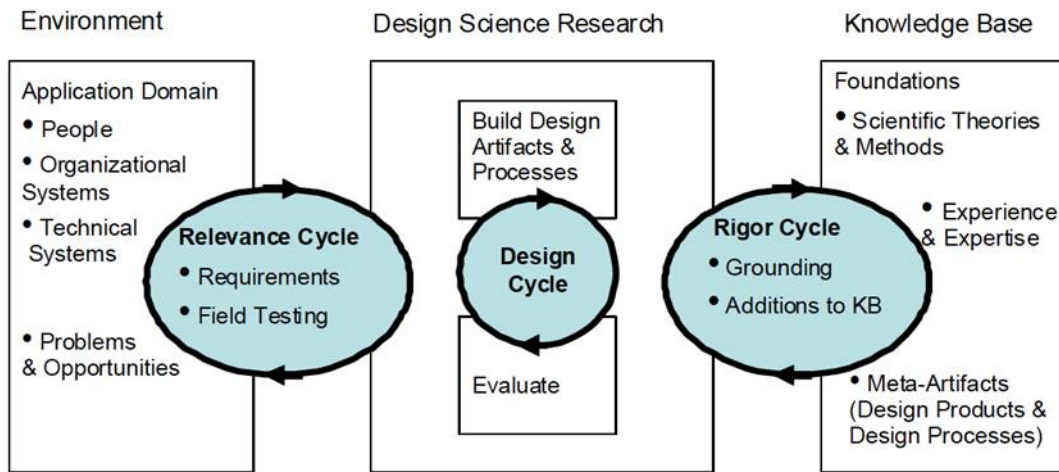 Environment
Design Science Research
Knowledge Base
Application Domain
• People
• Organizational
Systems
• Technical
Systems
• Problems
& Opportunities
Relevance Cycle
• Requirements
• Field Testing
Build Design
Artifacts &
Processes
Design
Cycle
Evaluate
Rigor Cycle
• Grounding
• Additions to KB
Foundations
• Scientific Theories
& Methods
• Experience
& Expertise
• Meta-Artifacts
(Design Products &
Design Processes)